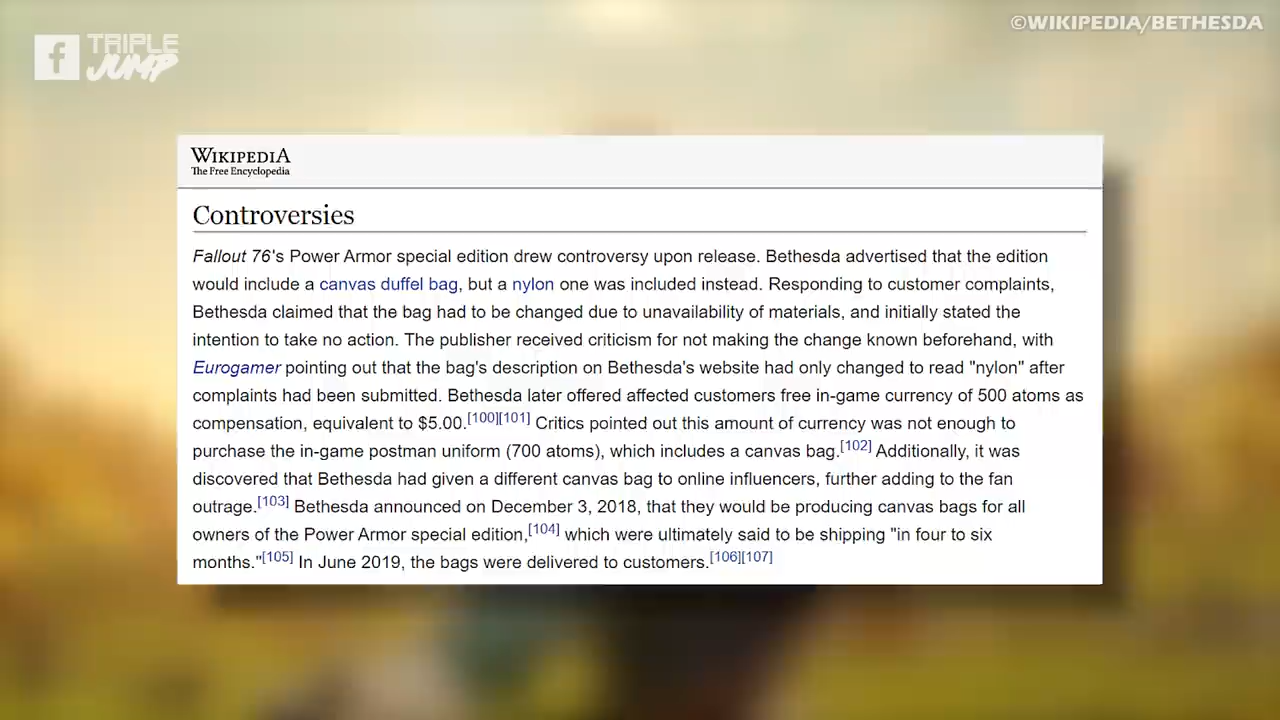 ©WIKIPEDIA/BETHESDA
f TRIPLE
JUMP
WIKIPEDIA
The Free Encyclopedia
Controversies
Fallout 76's Power Armor special edition drew controversy upon release. Bethesda advertised that the edition
would include a canvas duffel bag, but a nylon one was included instead. Responding to customer complaints,
Bethesda claimed that the bag had to be changed due to unavailability of materials, and initially stated the
intention to take no action. The publisher received criticism for not making the change known beforehand, with
Eurogamer pointing out that the bag's description on Bethesda's website had only changed to read "nylon" after
complaints had been submitted. Bethesda later offered affected customers free in-game currency of 500 atoms as
compensation, equivalent to $5.00.[100][101] Critics pointed out this amount of currency was not enough to
purchase the in-game postman uniform (700 atoms), which includes a canvas bag.[102] Additionally, it was
discovered that Bethesda had given a different canvas bag to online influencers, further adding to the fan
outrage.[103] Bethesda announced on December 3, 2018, that they would be producing canvas bags for all
owners of the Power Armor special edition,[104] which were ultimately said to be shipping "in four to six
months."[105] In June 2019, the bags were delivered to customers.[106][107]